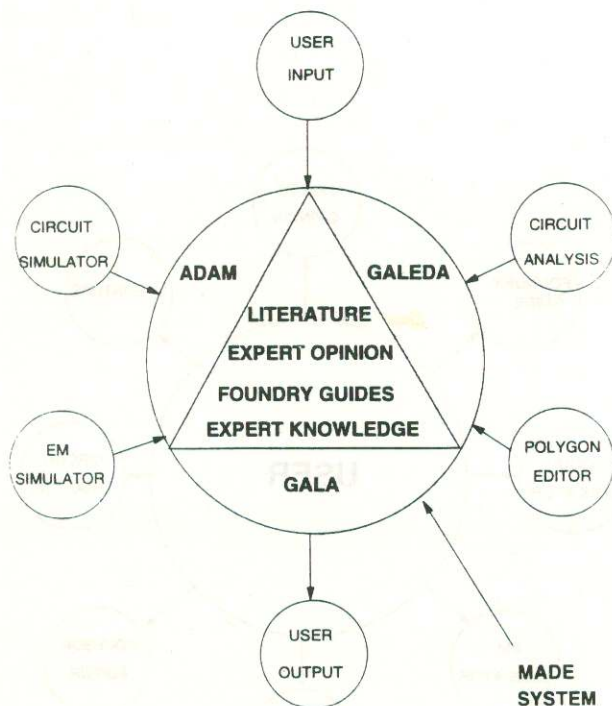 USER
INPUT
CIRCUIT
SIMULATOR
ADAM
GALEDA
CIRCUIT
ANALYSIS
LITERATURE
EXPERT OPINION
FOUNDRY GUIDES
EXPERT KNOWLEDGE
EM
SIMULATOR
GALA
POLYGON
EDITOR
USER
OUTPUT
MADE
SYSTEM
USER